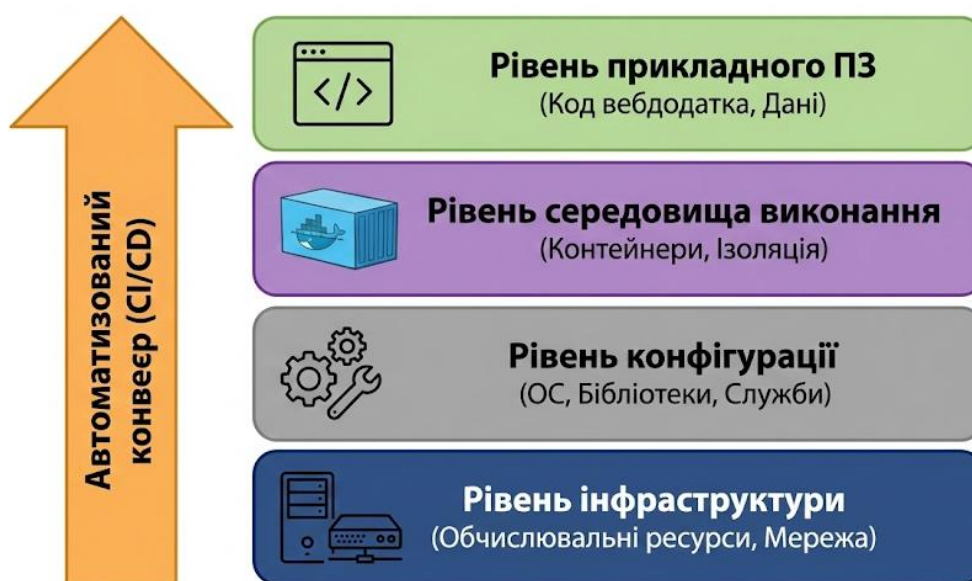 Автоматизований
конвеєр (CI/CD)
Рівень прикладного ПЗ
(Код вебдодатка, Дані)
Рівень середовища виконання
(Контейнери, Ізоляція)
Рівень конфігурації
(ОС, Бібліотеки, Служби)
Рівень інфраструктури
(Обчислювальні ресурси, Мережа)